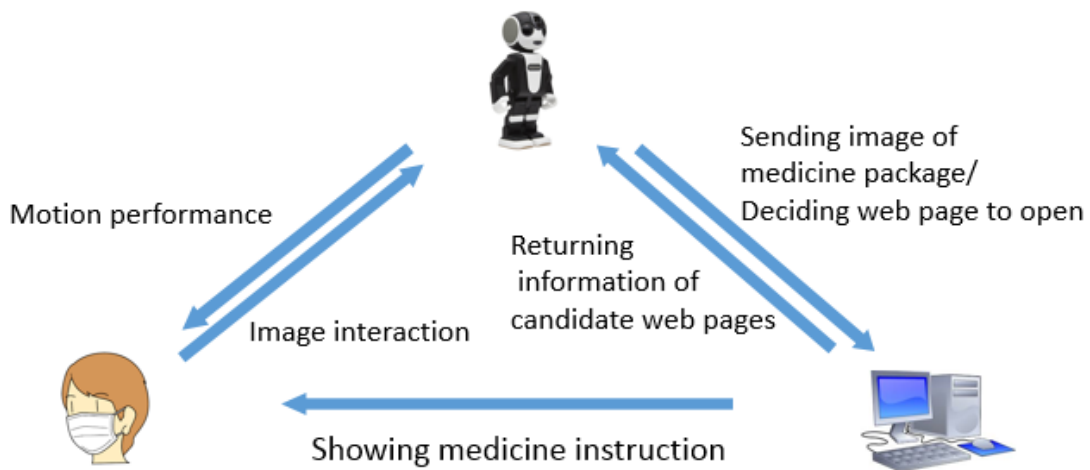 Sending image of
medicine package/
Deciding web page to open
Motion performance
Returning
information of
candidate web pages
Image interaction
Showing medicine instruction